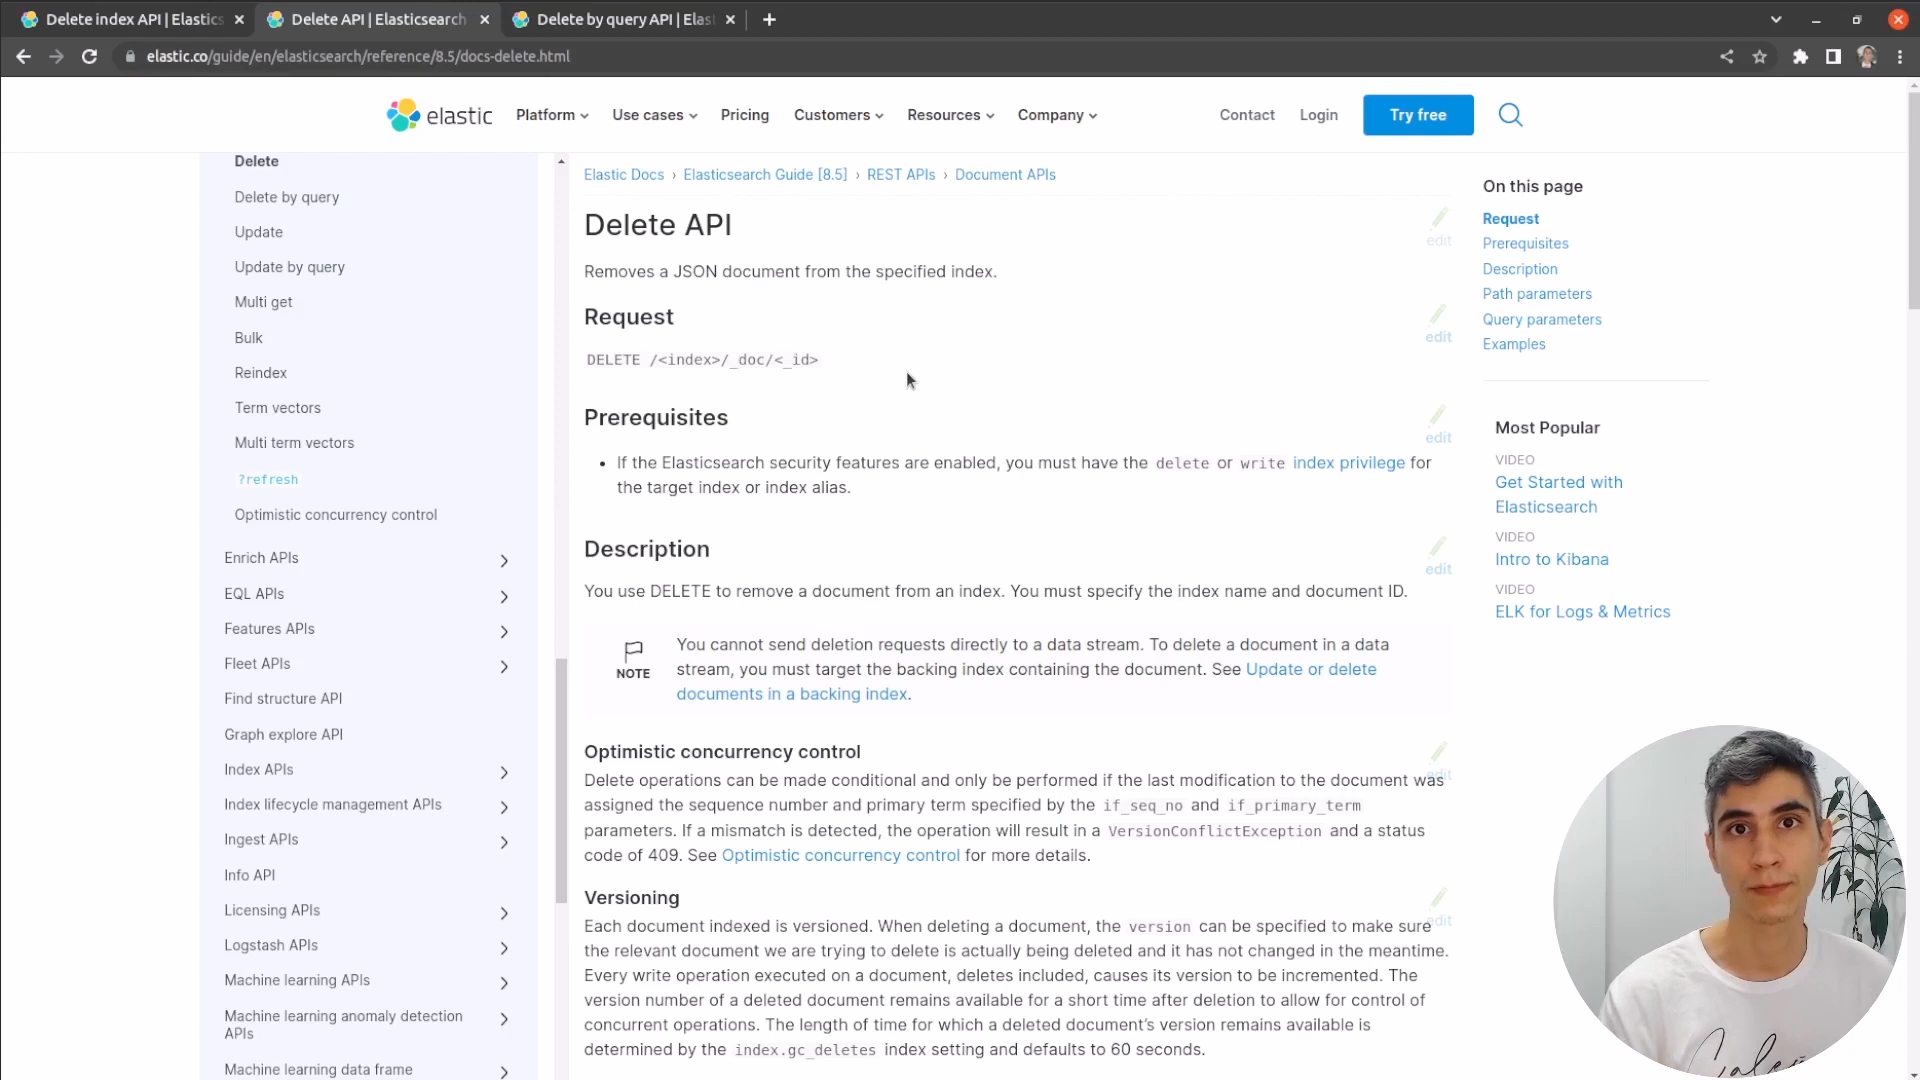 Delete index API | Elastics
Delete API | Elasticsearch
Delete by query API | Elas
elastic.co/guide/en/elasticsearch/reference/8.5/docs-delete.html
elastic
Platform
Use cases
Pricing
Customers
Resources
Company
Contact
Login
Try free
Delete
Delete by query
Update
Update by query
Multi get
Bulk
Reindex
Term vectors
Multi term vectors
?refresh
Optimistic concurrency control
Enrich APIs
EQL APIs
Features APIs
Fleet APIs
Find structure API
Graph explore API
Index APIs
Index lifecycle management APIs
Ingest APIs
Info API
Licensing APIs
Logstash APIs
Machine learning APIs
Machine learning anomaly detection
APIs
Machine learning data frame
Elastic Docs › Elasticsearch Guide [8.5] › REST APIs › Document APIs
Delete API
edit
Removes a JSON document from the specified index.
Request
edit
DELETE /<index>/_doc/<_id>
Prerequisites
edit
• If the Elasticsearch security features are enabled, you must have the delete or write index privilege for
the target index or index alias.
Description
edit
You use DELETE to remove a document from an index. You must specify the index name and document ID.
NOTE
You cannot send deletion requests directly to a data stream. To delete a document in a data
stream, you must target the backing index containing the document. See Update or delete
documents in a backing index.
Optimistic concurrency control
edit
Delete operations can be made conditional and only be performed if the last modification to the document was
assigned the sequence number and primary term specified by the if_seq_no and if_primary_term
parameters. If a mismatch is detected, the operation will result in a VersionConflictException and a status
code of 409. See Optimistic concurrency control for more details.
Versioning
edit
Each document indexed is versioned. When deleting a document, the version can be specified to make sure
the relevant document we are trying to delete is actually being deleted and it has not changed in the meantime.
Every write operation executed on a document, deletes included, causes its version to be incremented. The
version number of a deleted document remains available for a short time after deletion to allow for control of
concurrent operations. The length of time for which a deleted document's version remains available is
determined by the index.gc_deletes index setting and defaults to 60 seconds.
On this page
Request
Prerequisites
Description
Path parameters
Query parameters
Examples
Most Popular
VIDEO
Get Started with
Elasticsearch
VIDEO
Intro to Kibana
VIDEO
ELK for Logs & Metrics